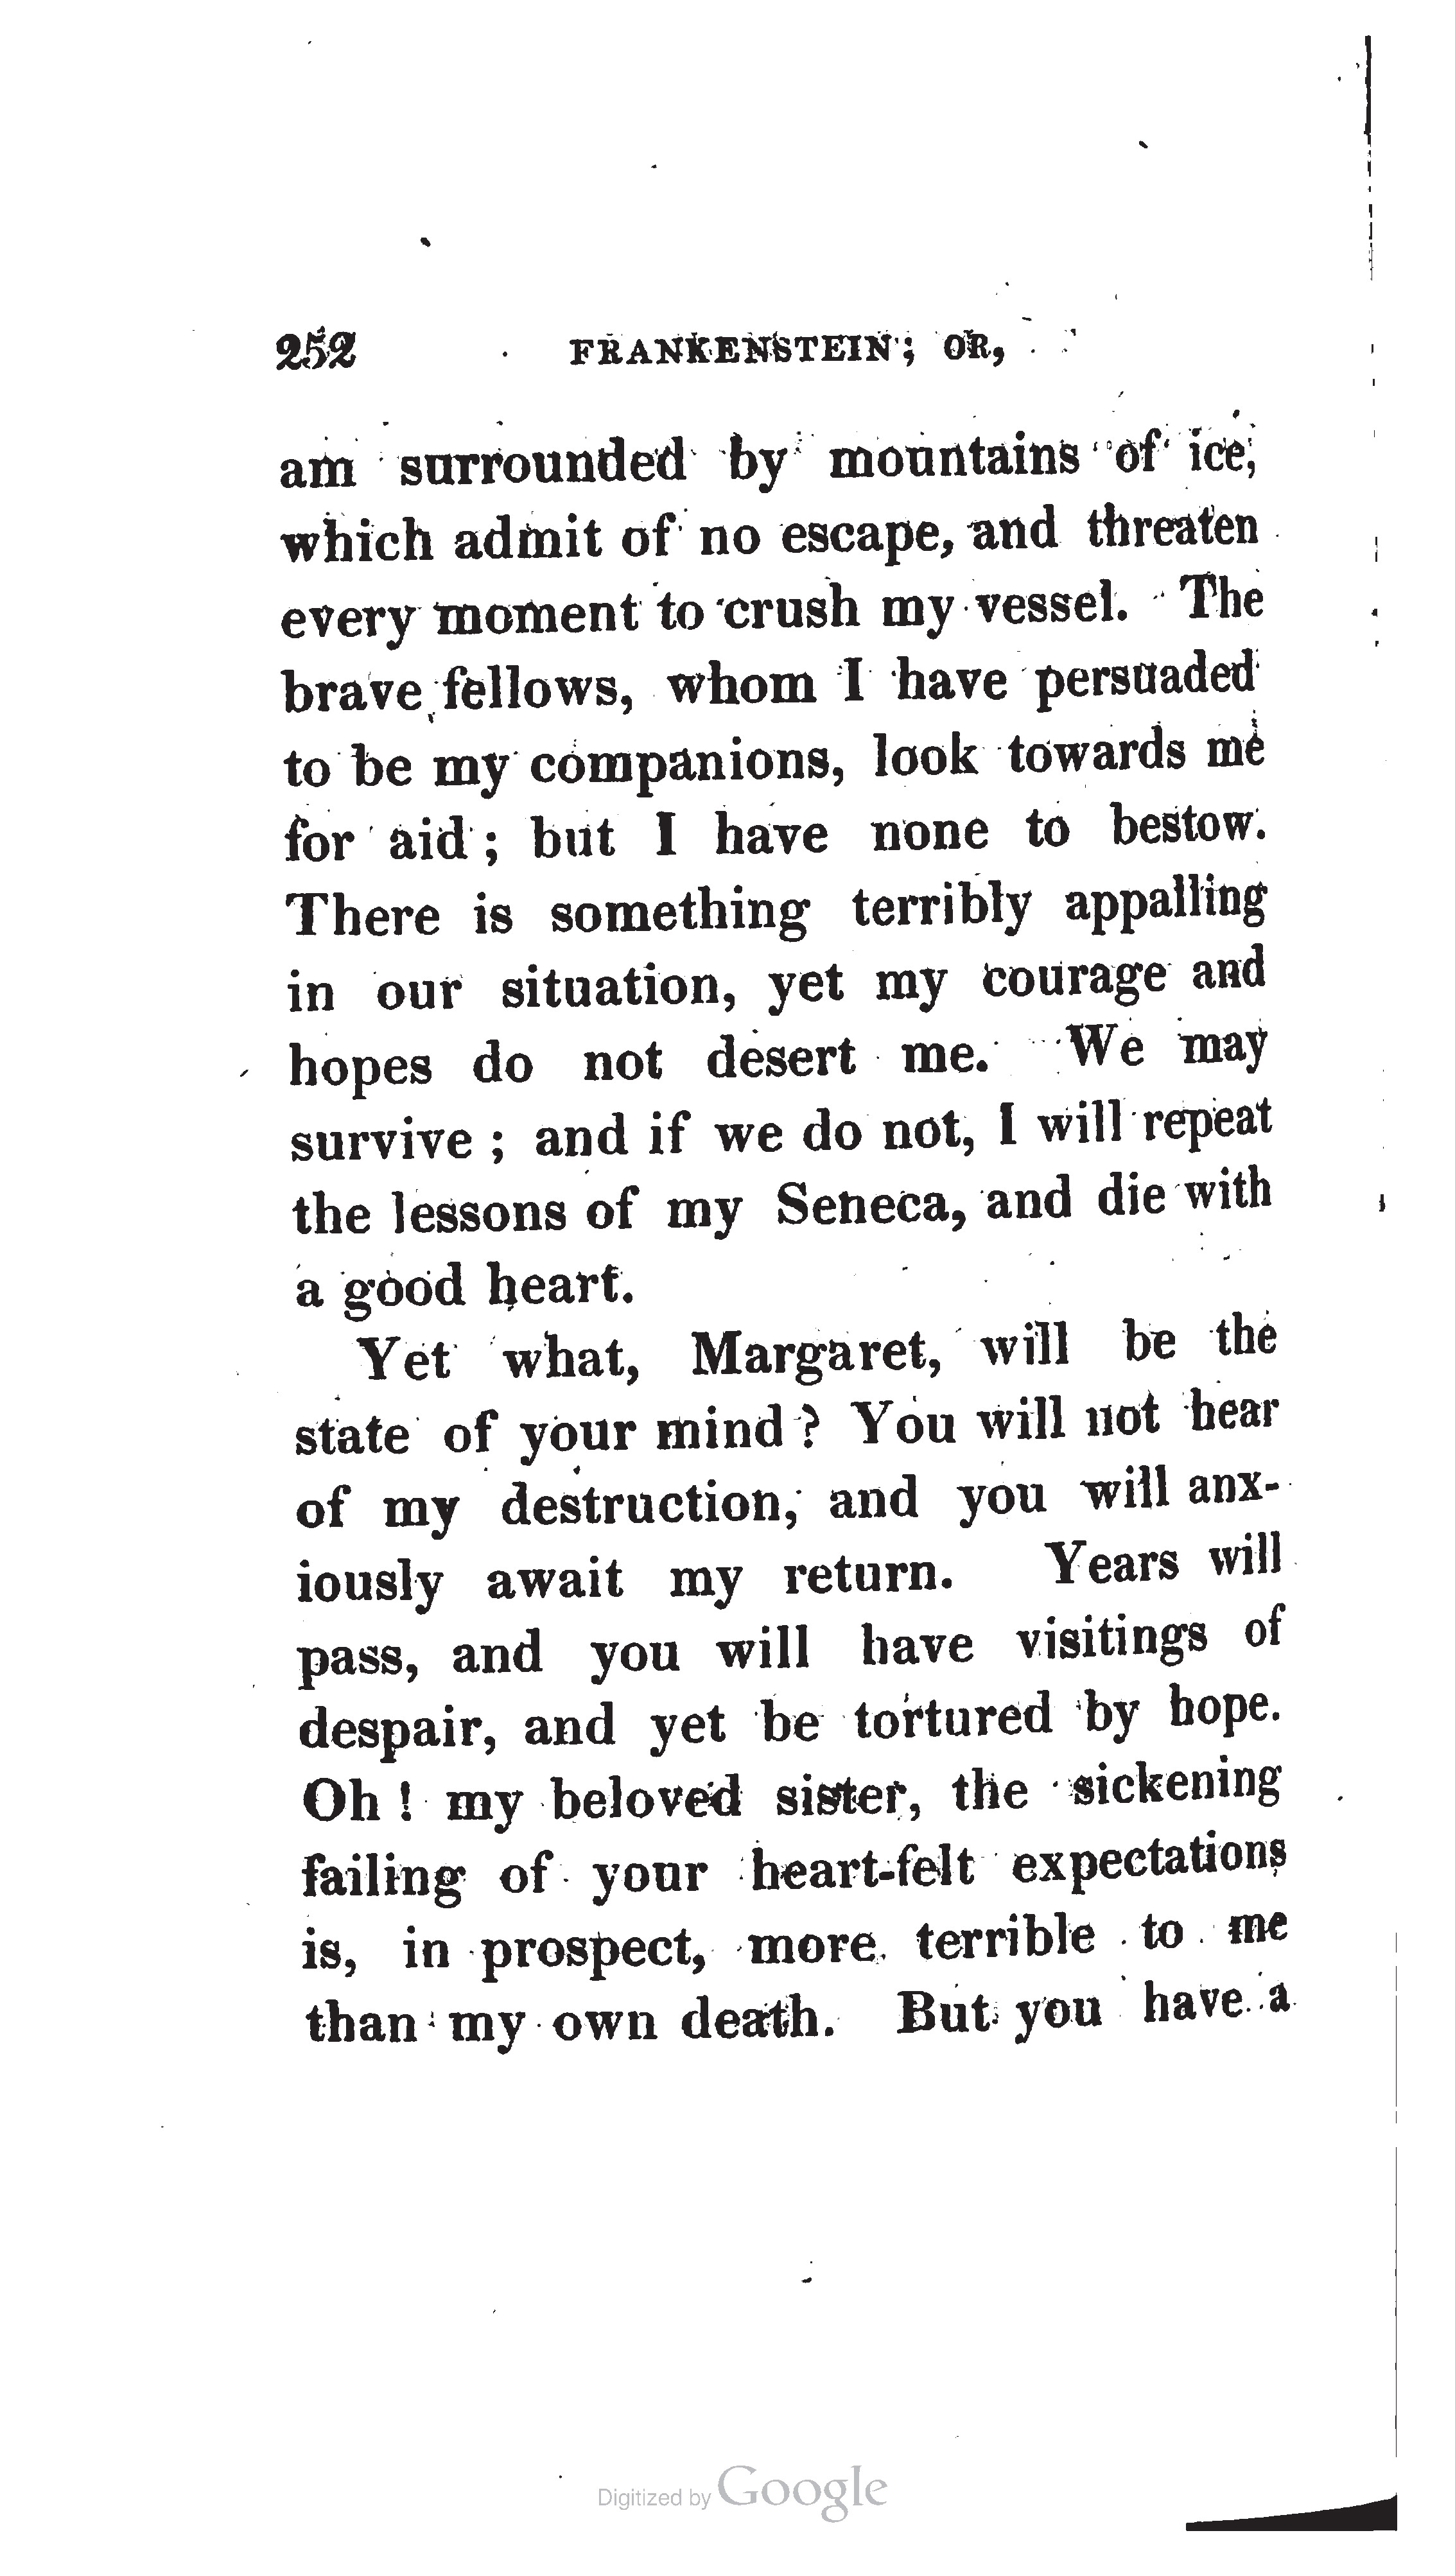 252 FRANKENSTEIN; OR,
am surrounded by mountains of ice,
which admit of no escape, and threaten
every moment to crush my vessel. The
brave fellows, whom I have persuaded
to be my companions, look towards me
for aid; but I have none to bestow.
There is something terribly appalling
in our situation, yet my courage and
hopes do not desert me. We may
survive; and if we do not, I will repeat
the lessons of my Seneca, and die with
a good heart.
Yet what, Margaret, will be the
state of your mind? You will not hear
of my destruction, and you will anx-
iously await my return. Years will
pass, and you will have visitings of
despair, and yet be tortured by hope.
Oh! my beloved sister, the sickening
failing of your heart-felt expectations
is, in prospect, more terrible to me
than my own death. But you have a
Digitized by Google